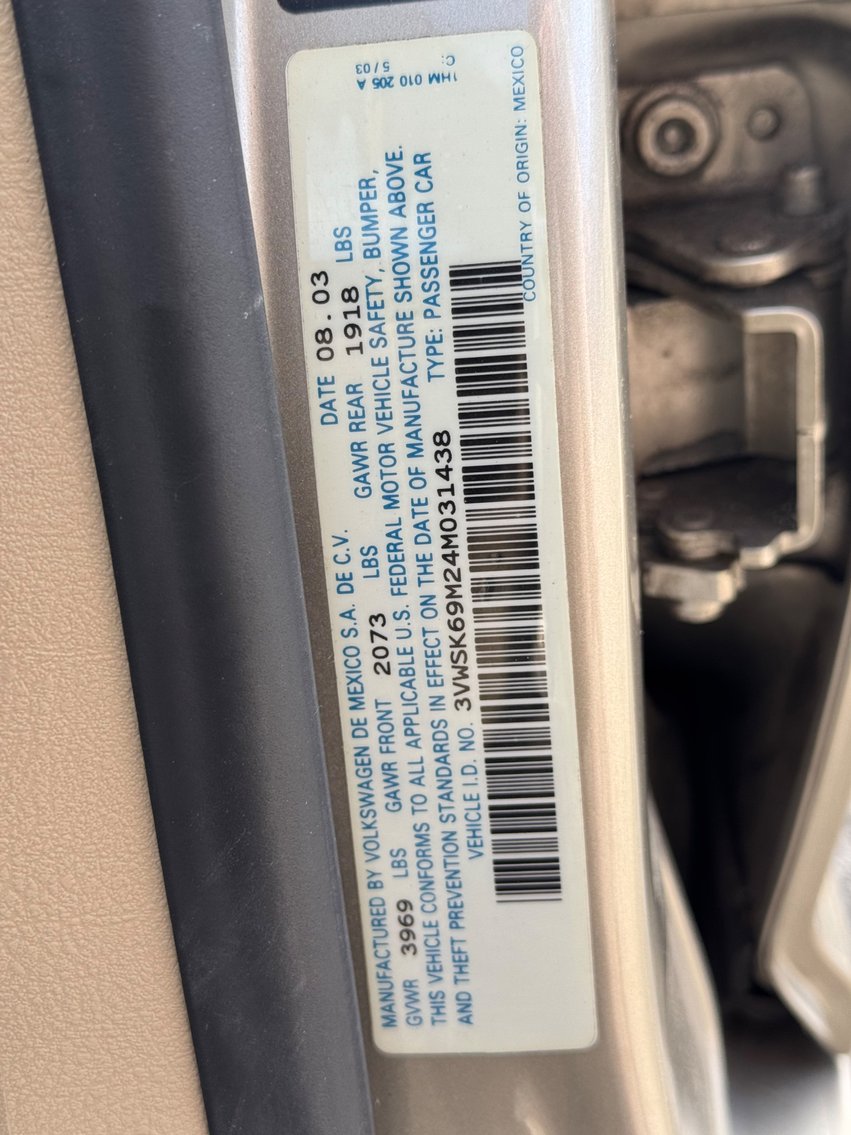 MANUFACTURED BY VOLKSWAGEN DE MEXICO S.A. DE C.V. DATE 08.03
GVWR 3969 LBS GAWR FRONT 2073 LBS GAWR REAR 1918 LBS
THIS VEHICLE CONFORMS TO ALL APPLICABLE U.S. FEDERAL MOTOR VEHICLE SAFETY, BUMPER,
AND THEFT PREVENTION STANDARDS IN EFFECT ON THE DATE OF MANUFACTURE SHOWN ABOVE.
VEHICLE I.D. NO. 3VWSK69M24M031438 TYPE: PASSENGER CAR
COUNTRY OF ORIGIN: MEXICO
1HM 010 205 A
5/03 C.